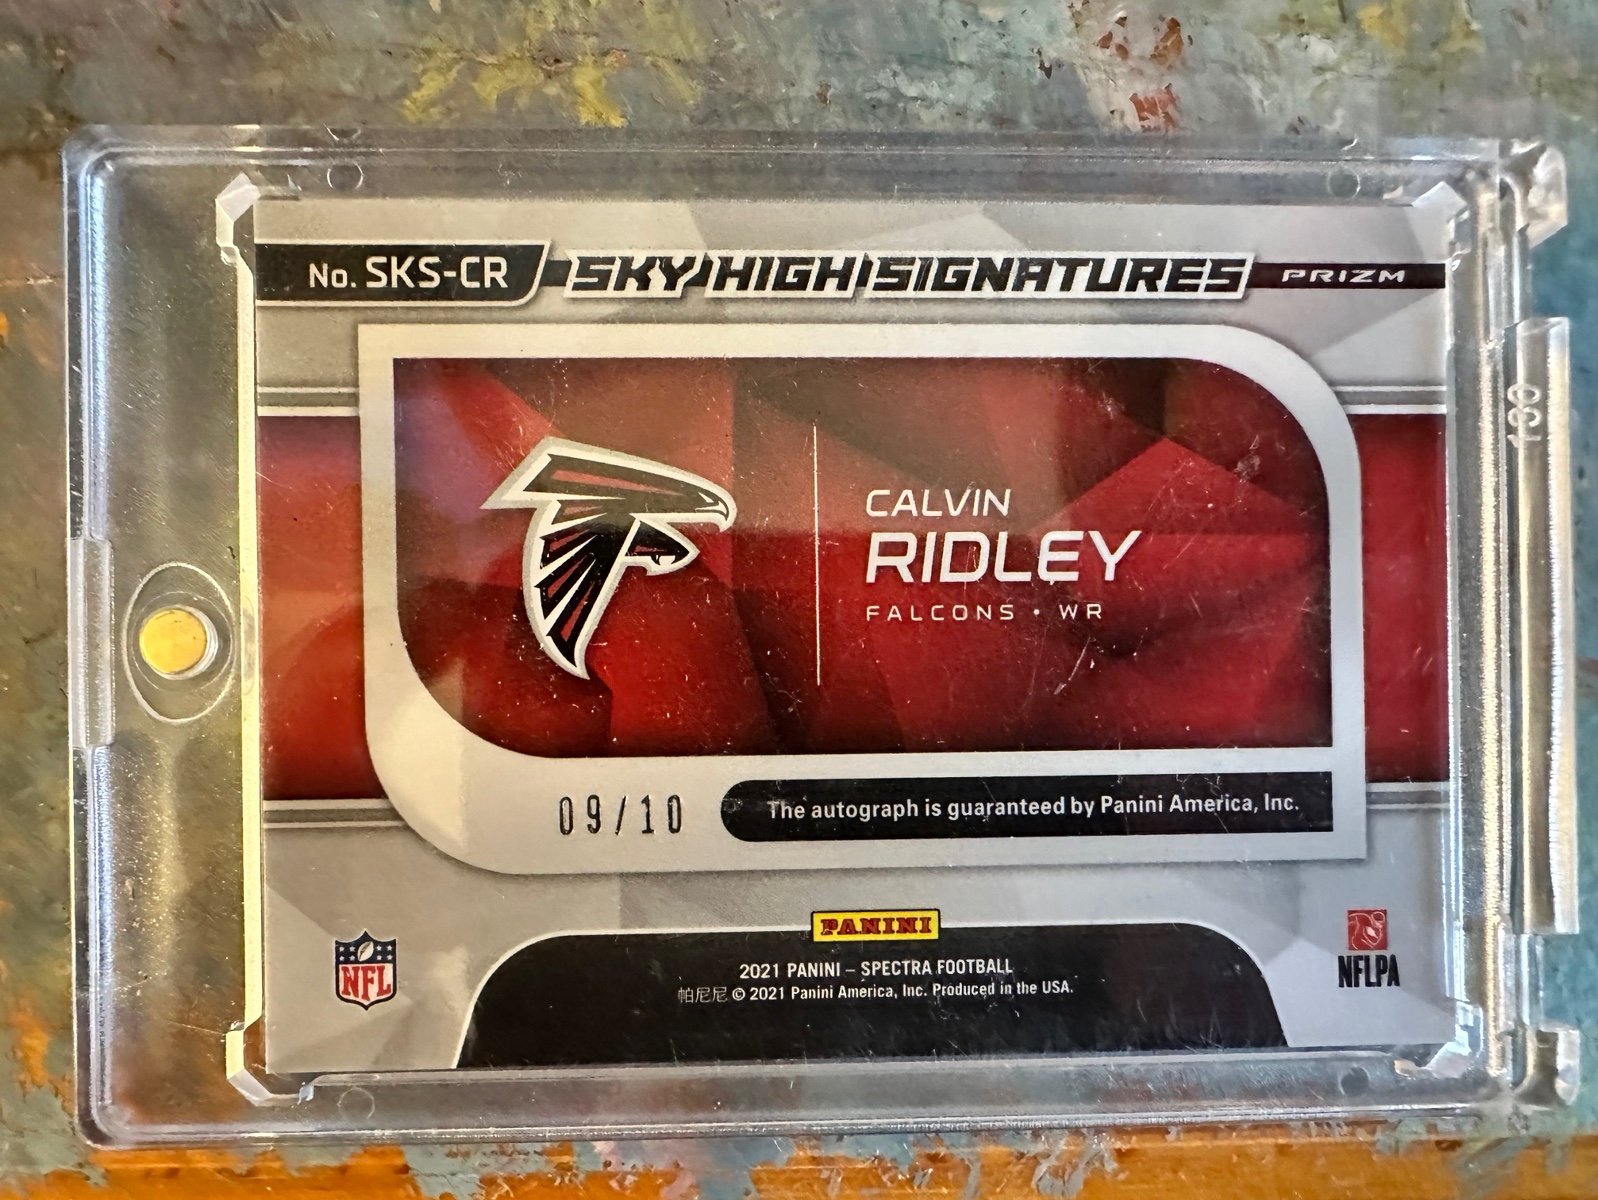 No. SKS-CR
SKY HIGH SIGNATURES
PRIZM
CALVIN
RIDLEY
FALCONS • WR
09/10
The autograph is guaranteed by Panini America, Inc.
PANINI
2021 PANINI – SPECTRA FOOTBALL
帕尼尼 © 2021 Panini America, Inc. Produced in the USA.
NFL
NFLPA
130